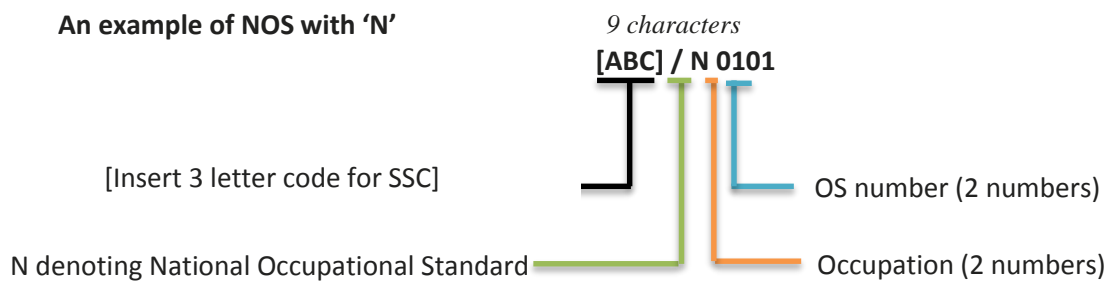 An example of NOS with ‘N’
9 characters
[ABC] / N 0101
[Insert 3 letter code for SSC]
OS number (2 numbers)
N denoting National Occupational Standard
Occupation (2 numbers)